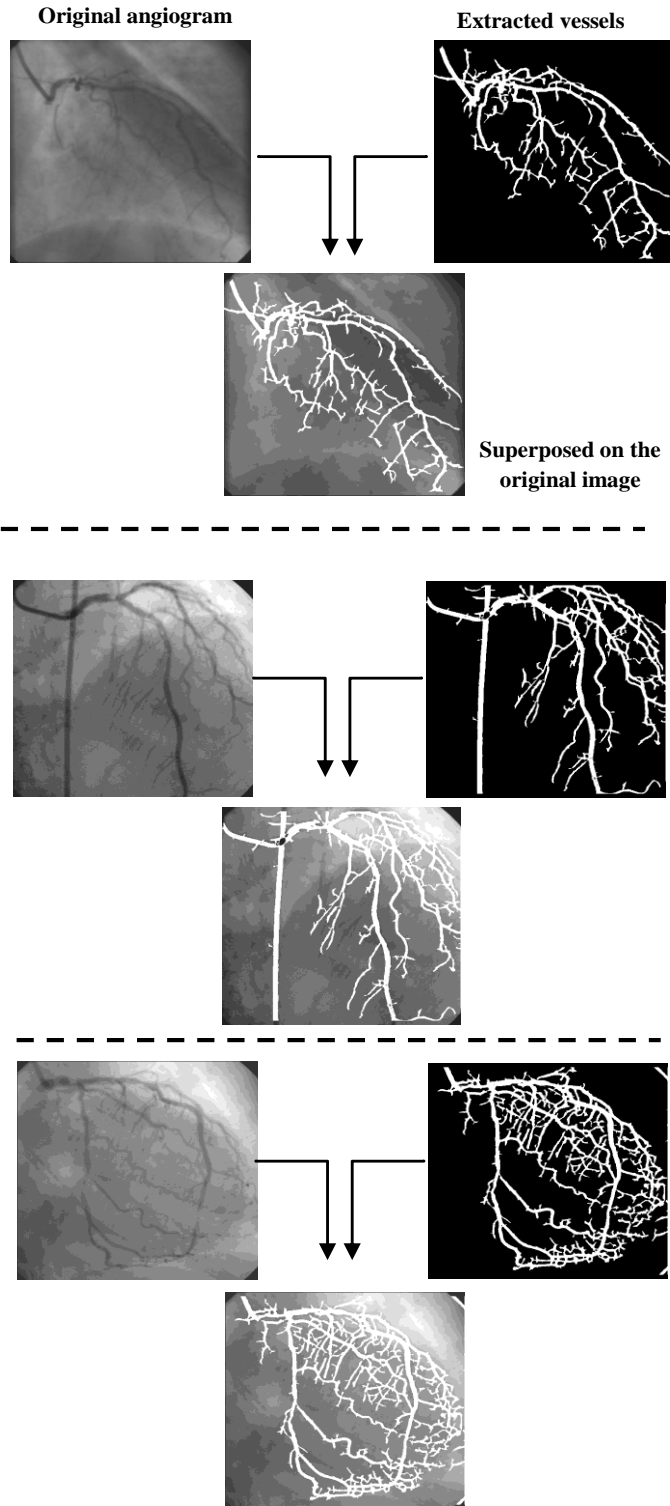 Original angiogram
Extracted vessels
Superposed on the
original image